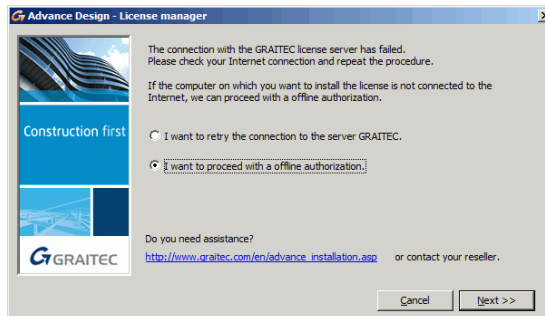 Advance Design - License manager
The connection with the GRAITEC license server has failed.
Please check your Internet connection and repeat the procedure.
If the computer on which you want to install the license is not connected to the
Internet, we can proceed with a offline authorization.
Construction first
I want to retry the connection to the server GRAITEC.
I want to proceed with a offline authorization.
Do you need assistance?
http://www.graitec.com/en/advance_installation.asp or contact your reseller.
GRAITEC
Cancel Next >>